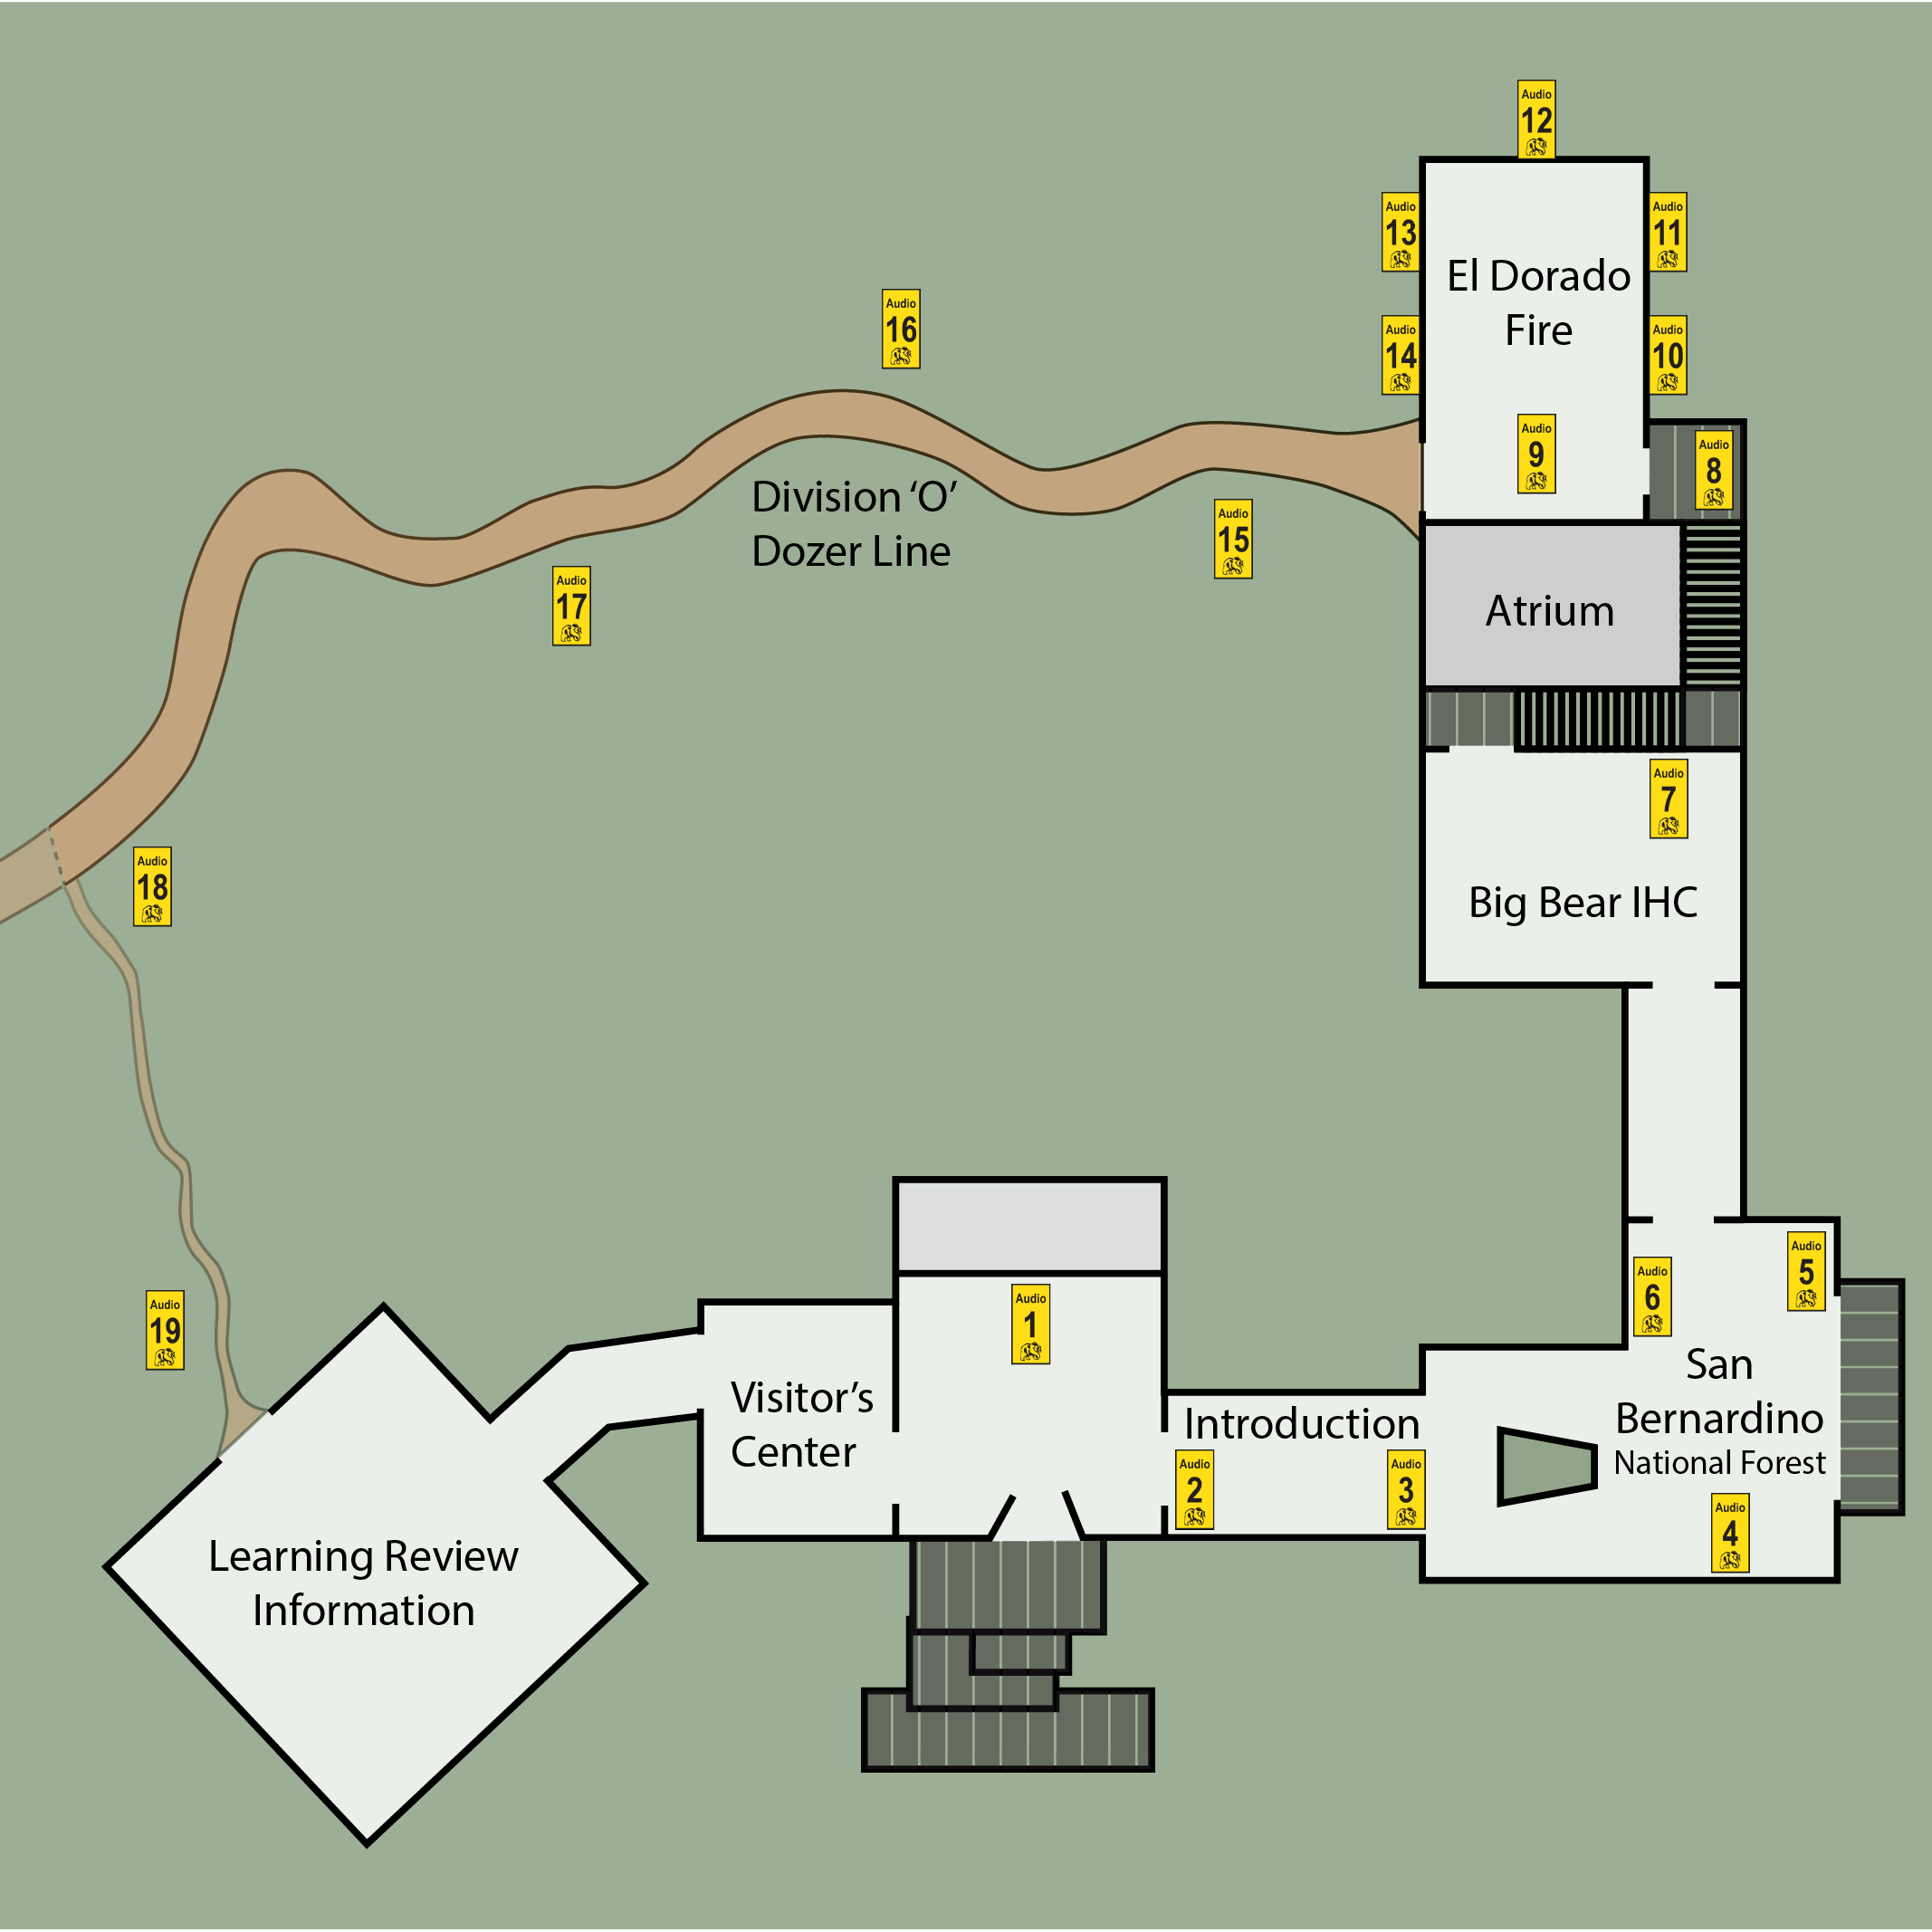 Audio
12
Audio
13
Audio
11
El Dorado
Fire
Audio
16
Audio
14
Audio
10
Audio
9
Audio
8
Division ‘O’
Dozer Line
Audio
15
Audio
17
Atrium
Audio
7
Audio
18
Big Bear IHC
Audio
5
Audio
6
Audio
19
Audio
1
San
Bernardino
National Forest
Visitor’s
Center
Introduction
Audio
2
Audio
3
Audio
4
Learning Review
Information